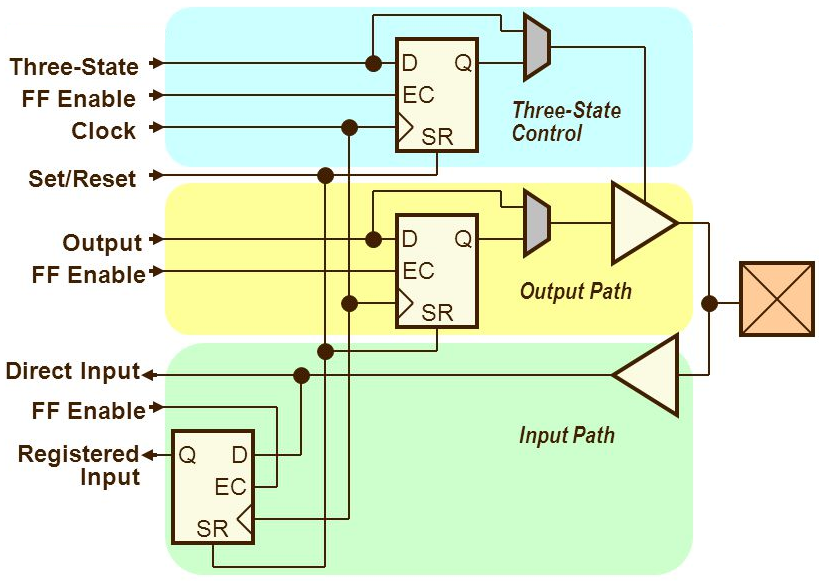 Three-State
D
Q
FF Enable
EC
Three-State
Control
Clock
SR
Set/Reset
Output
D
Q
FF Enable
EC
Output Path
SR
Direct Input
FF Enable
Input Path
Registered
Input
Q
D
EC
SR